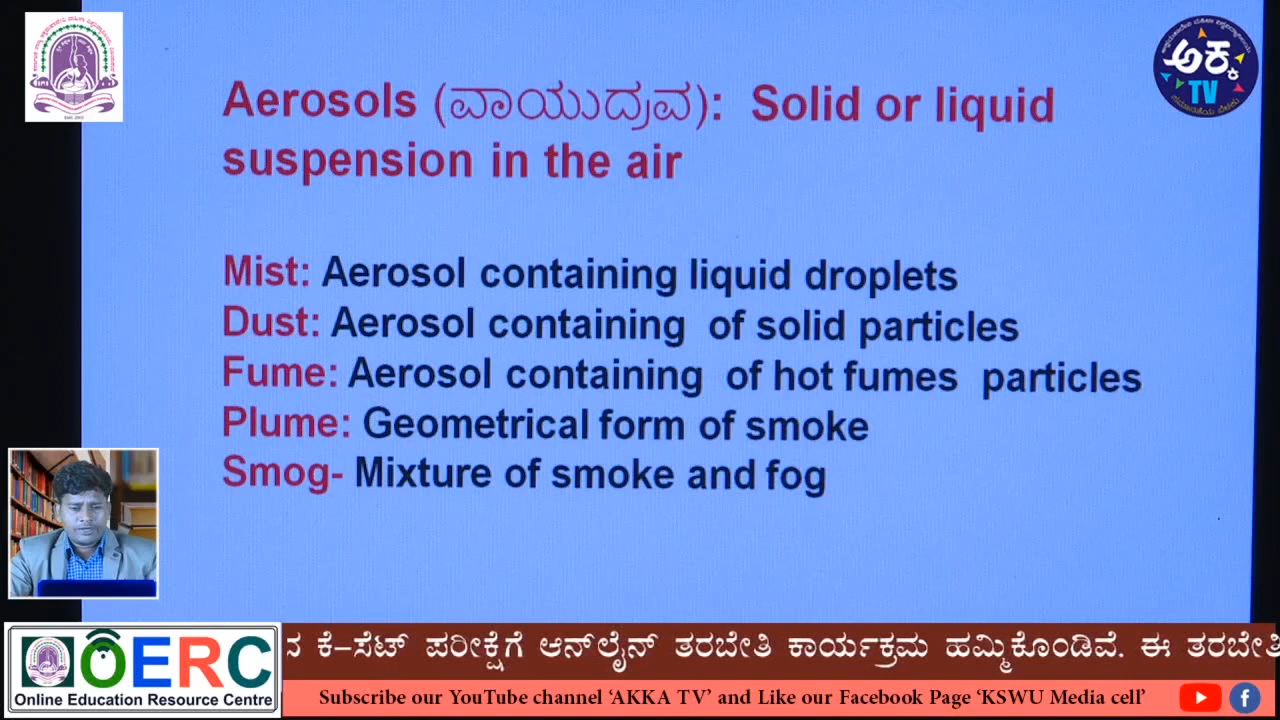 Aerosols (ವಾಯುದ್ರವ): Solid or liquid
suspension in the air
Mist: Aerosol containing liquid droplets
Dust: Aerosol containing of solid particles
Fume: Aerosol containing of hot fumes particles
Plume: Geometrical form of smoke
Smog- Mixture of smoke and fog
ಅಕ್ಕ
TV
OERC
Online Education Resource Centre
ನ ಕೆ–ಸೆಟ್ ಪರೀಕ್ಷೆಗೆ ಆನ್‌ಲೈನ್ ತರಬೇತಿ ಕಾರ್ಯಕ್ರಮ ಹಮ್ಮಿಕೊಂಡಿವೆ. ಈ ತರಬೇತಿ
Subscribe our YouTube channel ‘AKKA TV’ and Like our Facebook Page ‘KSWU Media cell’